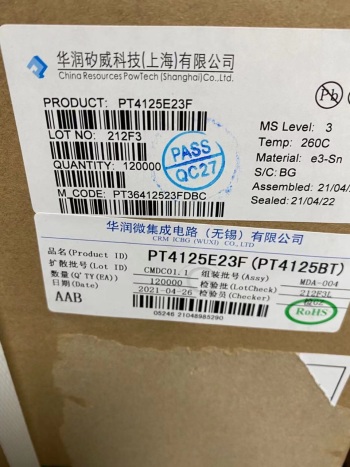 华润矽威科技(上海)有限公司
China Resources PowTech (Shanghai)Co.,Ltd.
PRODUCT: PT4125E23F
LOT NO: 212F3
QUANTITY: 120000
M_CODE: PT36412523FDBC
PASS
QC27
Pb
MS Level: 3
Temp: 260C
Material: e3-Sn
S/C: BG
Assembled: 21/04/
Sealed: 21/04/22
华润微集成电路（无锡）有限公司
CRM ICBG (WUXI) CO., LTD
品名(Product ID) PT4125E23F(PT4125BT)
扩散批号(Lot ID) CMDC01.1 组装批号(Assy) MDA-004
数量(Q'TY(EA)) 120000 检验批(LotCheck) 212F3L
日期(Date) 2021-04-26 检验员(Checker)
AAB
RoHS